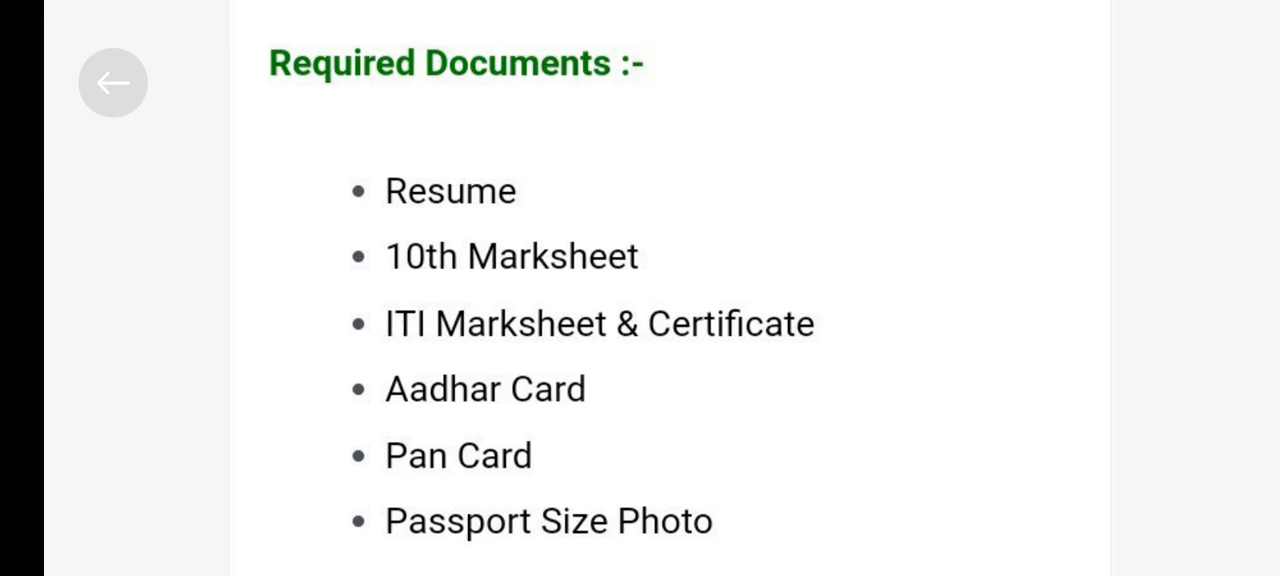 Required Documents :-
• Resume
• 10th Marksheet
• ITI Marksheet & Certificate
• Aadhar Card
• Pan Card
• Passport Size Photo